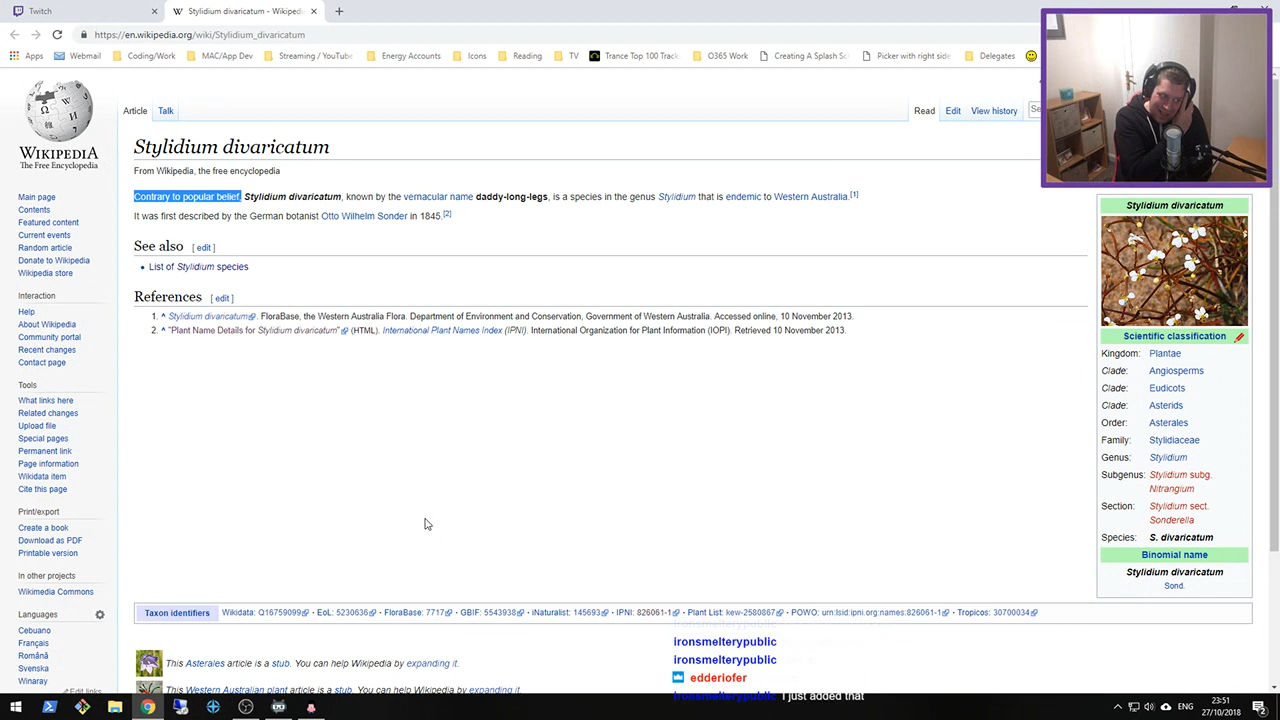 Twitch
Stylidium divaricatum - Wikipedi
https://en.wikipedia.org/wiki/Stylidium_divaricatum
Apps Webmail Coding/Work MAC/App Dev Streaming / YouTube Energy Accounts Icons Reading TV Trance Top 100 Track O365 Work Creating A Splash Sc Picker with right side Delegates
WIKIPEDIA
The Free Encyclopedia
Main page
Contents
Featured content
Current events
Random article
Donate to Wikipedia
Wikipedia store
Interaction
Help
About Wikipedia
Community portal
Recent changes
Contact page
Tools
What links here
Related changes
Upload file
Special pages
Permanent link
Page information
Wikidata item
Cite this page
Print/export
Create a book
Download as PDF
Printable version
In other projects
Wikimedia Commons
Languages
Cebuano
Français
Română
Svenska
Winaray
Edit links
Article Talk
Read Edit View history Se
Stylidium divaricatum
From Wikipedia, the free encyclopedia
Contrary to popular belief, Stylidium divaricatum, known by the vernacular name daddy-long-legs, is a species in the genus Stylidium that is endemic to Western Australia.[1]
It was first described by the German botanist Otto Wilhelm Sonder in 1845.[2]
See also [ edit ]
• List of Stylidium species
References [ edit ]
1. ^ Stylidium divaricatum. FloraBase, the Western Australia Flora. Department of Environment and Conservation, Government of Western Australia. Accessed online, 10 November 2013.
2. ^ "Plant Name Details for Stylidium divaricatum" (HTML). International Plant Names Index (IPNI). International Organization for Plant Information (IOPI). Retrieved 10 November 2013.
Stylidium divaricatum
Scientific classification
Kingdom: Plantae
Clade: Angiosperms
Clade: Eudicots
Clade: Asterids
Order: Asterales
Family: Stylidiaceae
Genus: Stylidium
Subgenus: Stylidium subg.
Nitrangium
Section: Stylidium sect.
Sonderella
Species: S. divaricatum
Binomial name
Stylidium divaricatum
Sond.
Taxon identifiers Wikidata: Q16759099 · EoL: 5230636 · FloraBase: 7717 · GBIF: 5543938 · iNaturalist: 145693 · IPNI: 826061-1 · Plant List: kew-2580867 · POWO: urn:lsid:ipni.org:names:826061-1 · Tropicos: 30700034
This Asterales article is a stub. You can help Wikipedia by expanding it.
This Western Australian plant article is a stub. You can help Wikipedia by expanding it.
ironsmelterypublic
ironsmelterypublic
ironsmelterypublic
edderiofer
ironsmelterypublic I just added that
ENG
23:51
27/10/2018
2